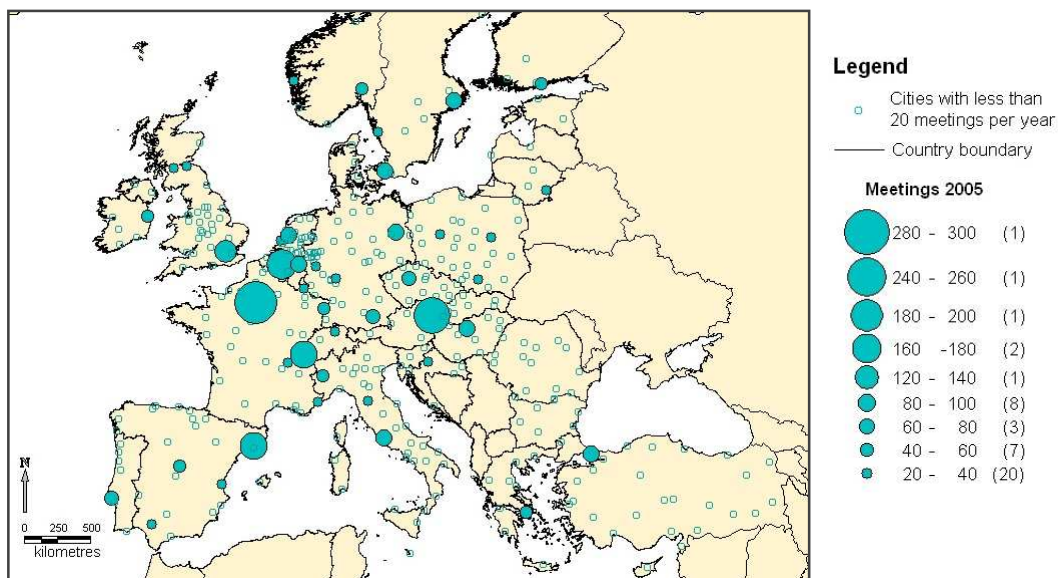 Legend
Cities with less than
20 meetings per year
Country boundary
Meetings 2005
280 - 300 (1)
240 - 260 (1)
180 - 200 (1)
160 -180 (2)
120 - 140 (1)
80 - 100 (8)
60 - 80 (3)
40 - 60 (7)
20 - 40 (20)
N
0 250 500
kilometres